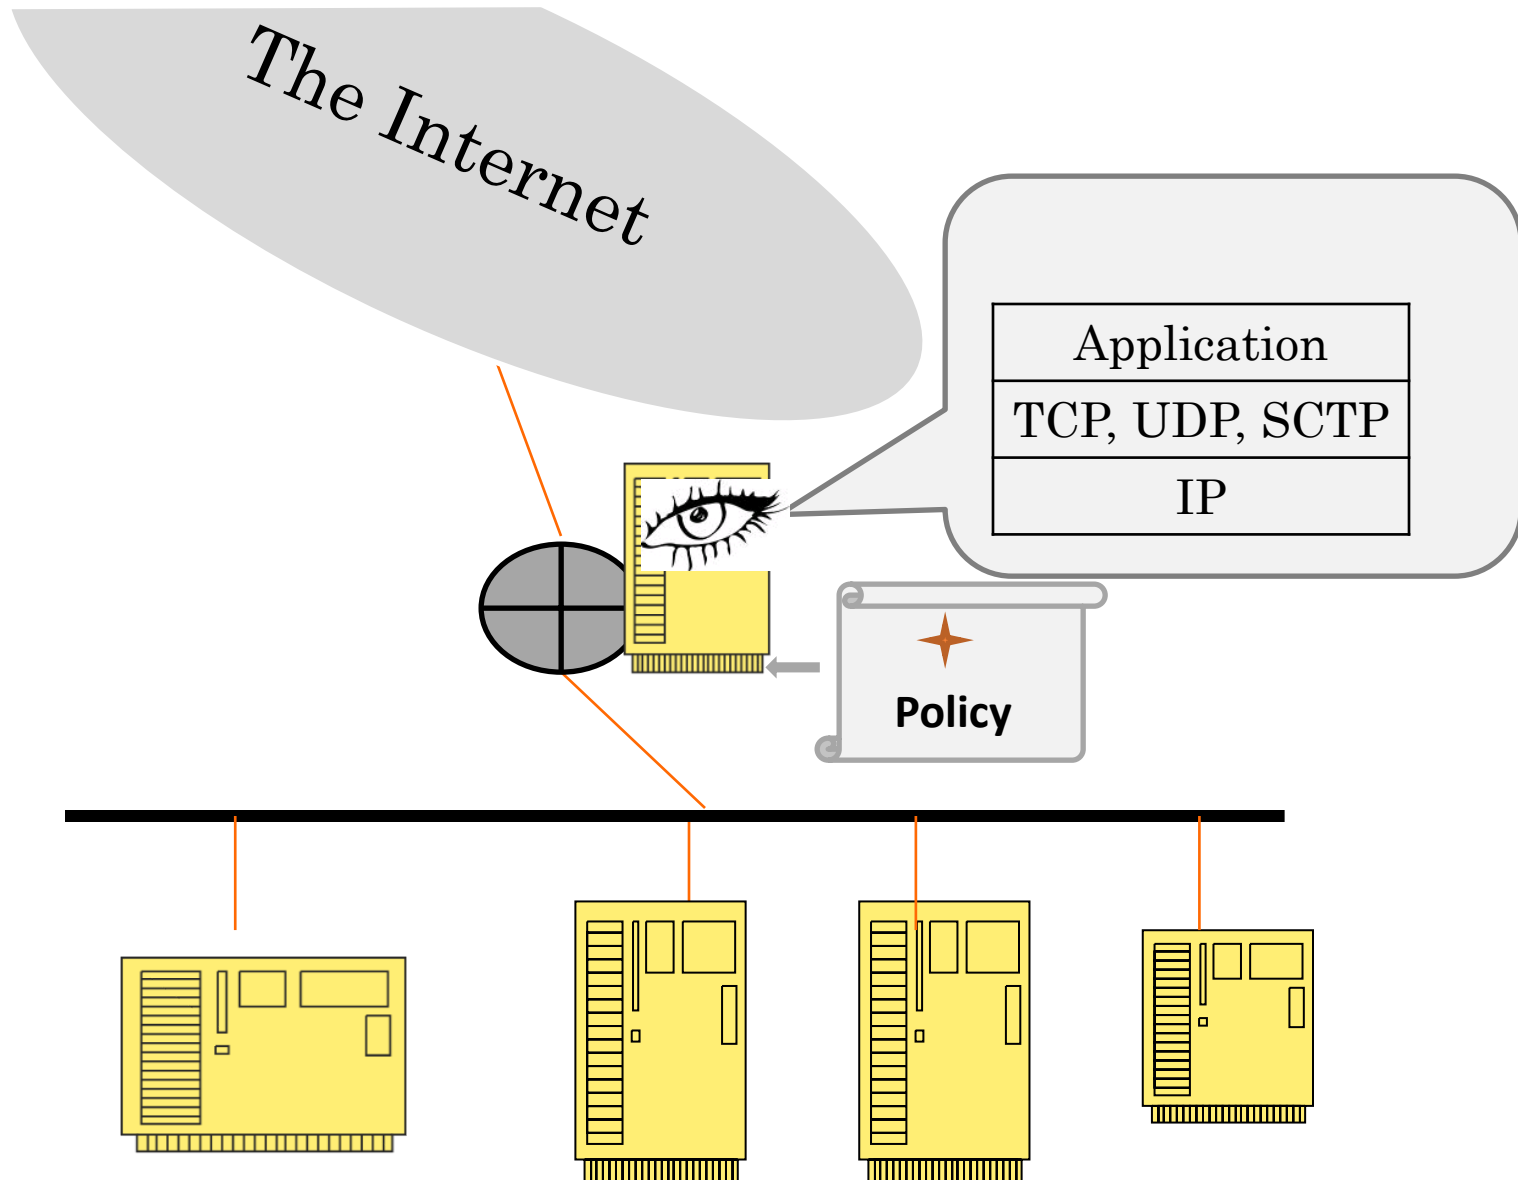 The Internet
Application
TCP, UDP, SCTP
IP
Policy